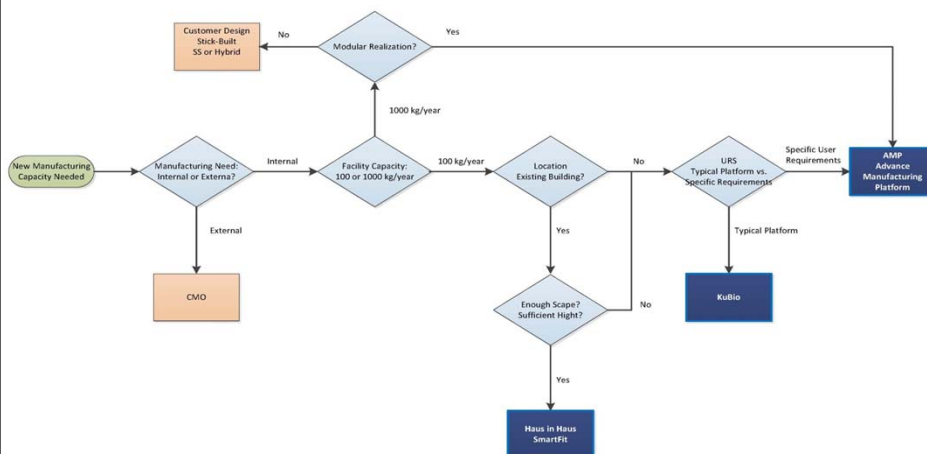 Customer Design
Stick-Built
SS or Hybrid
No
Modular Realization?
Yes
1000 kg/year
New Manufacturing
Capacity Needed
Manufacturing Need:
Internal or Externa?
Internal
Facility Capacity:
100 or 1000 kg/year
100 kg/year
Location
Existing Building?
No
URS
Typical Platform vs.
Specific Requirements
Specific User
Requirements
AMP
Advance
Manufacturing
Platform
External
Yes
Typical Platform
CMO
Enough Scape?
Sufficient Hight?
No
KuBio
Yes
Haus in Haus
SmartFit